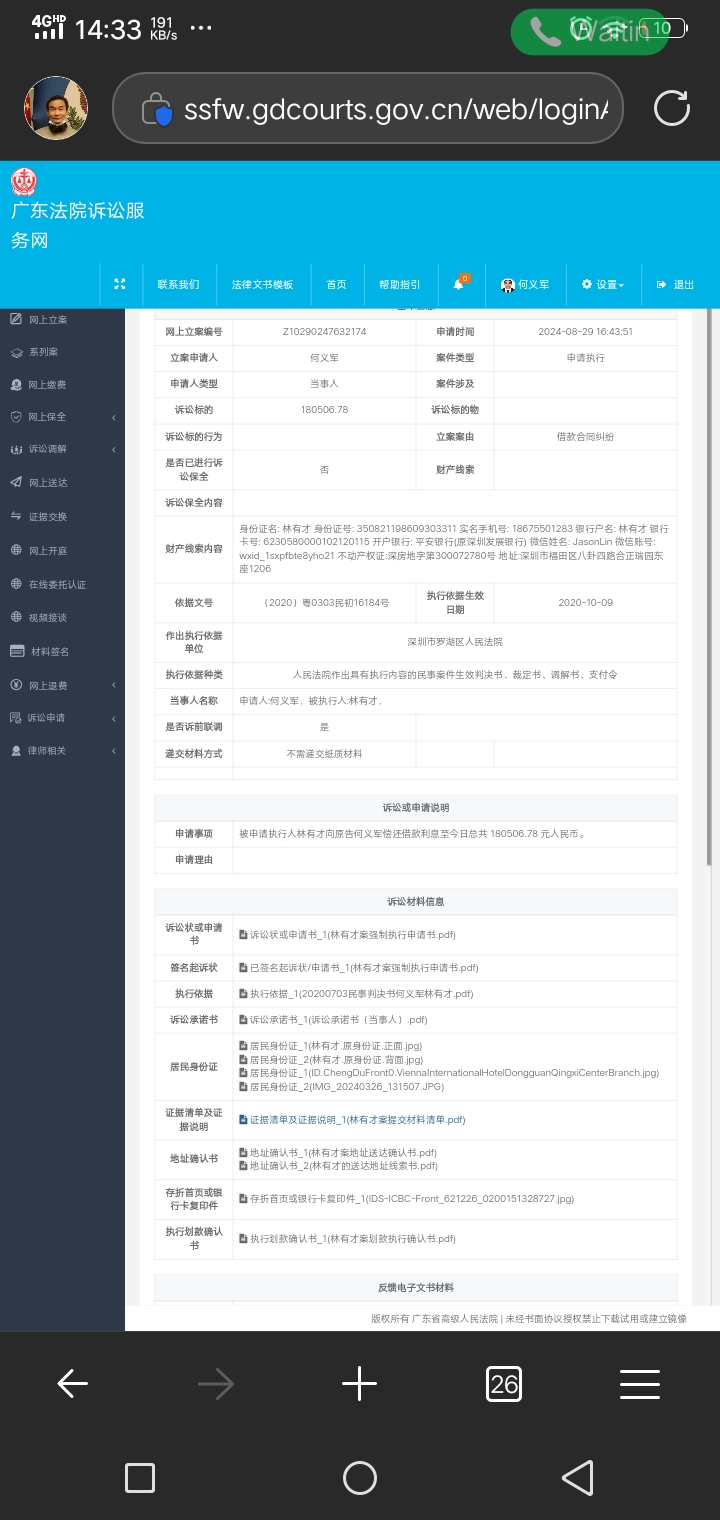 4G HD 14:33 191 KB/s ... 10
ssfw.gdcourts.gov.cn/web/login
广东法院诉讼服
务网
联系我们 法律文书模板 首页 帮助指引 0 何义军 设置 退出
网上立案
系列案
网上缴费
网上保全
诉讼调解
网上送达
证据交换
网上开庭
在线委托认证
视频接谈
材料签名
网上退费
诉讼申请
律师相关
网上立案编号 Z10290247632174 申请时间 2024-08-29 16:43:51
立案申请人 何义军 案件类型 申请执行
申请人类型 当事人 案件涉及
诉讼标的 180506.78 诉讼标的物
诉讼标的行为 立案案由 借款合同纠纷
是否已进行诉
讼保全 否 财产线索
诉讼保全内容
财产线索内容
身份证名: 林有才 身份证号: 350821198609303311 实名手机号: 18675501283 银行户名: 林有才 银行
卡号: 6230580000102120115 开户银行: 平安银行(原深圳发展银行) 微信姓名: JasonLin 微信账号:
wxid_1sxpfbte8yho21 不动产权证:深房地字第300072780号 地址:深圳市福田区八卦四路合正瑞园东
座1206
依据文号 （2020）粤0303民初16184号 执行依据生效
日期 2020-10-09
作出执行依据
单位 深圳市罗湖区人民法院
执行依据种类 人民法院作出具有执行内容的民事案件生效判决书、裁定书、调解书、支付令
当事人名称 申请人:何义军，被执行人:林有才,
是否诉前联调 是
递交材料方式 不需递交纸质材料
诉讼或申请说明
申请事项 被申请执行人林有才向原告何义军偿还借款利息至今日总共 180506.78 元人民币。
申请理由
诉讼材料信息
诉讼状或申请
书 诉讼状或申请书_1(林有才案强制执行申请书.pdf)
签名起诉状 已签名起诉状/申请书_1(林有才案强制执行申请书.pdf)
执行依据 执行依据_1(20200703民事判决书何义军林有才.pdf)
诉讼承诺书 诉讼承诺书_1(诉讼承诺书（当事人）.pdf)
居民身份证
居民身份证_1(林有才.原身份证.正面.jpg)
居民身份证_2(林有才.原身份证.背面.jpg)
居民身份证_1(ID.ChengDuFront0.ViennaInternationalHotelDongguanQingxiCenterBranch.jpg)
居民身份证_2(IMG_20240326_131507.JPG)
证据清单及证
据说明 证据清单及证据说明_1(林有才案提交材料清单.pdf)
地址确认书
地址确认书_1(林有才案地址送达确认书.pdf)
地址确认书_2(林有才的送达地址线索书.pdf)
存折首页或银
行卡复印件 存折首页或银行卡复印件_1(IDS-ICBC-Front_621226_0200151328727.jpg)
执行划款确认
书 执行划款确认书_1(林有才案划款执行确认书.pdf)
反馈电子文书材料
版权所有 广东省高级人民法院 | 未经书面协议授权禁止下载试用或建立镜像
26